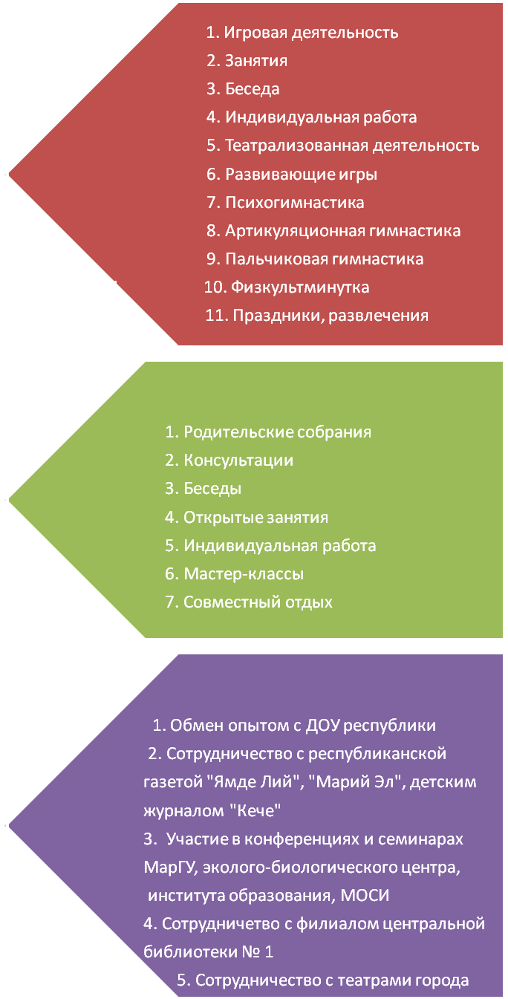 1. Игровая деятельность
2. Занятия
3. Беседа
4. Индивидуальная работа
5. Театрализованная деятельность
6. Развивающие игры
7. Психогимнастика
8. Артикуляционная гимнастика
9. Пальчиковая гимнастика
10. Физкультминутка
11. Праздники, развлечения
1. Родительские собрания
2. Консультации
3. Беседы
4. Открытые занятия
5. Индивидуальная работа
6. Мастер-классы
7. Совместный отдых
1. Обмен опытом с ДОУ республики
2. Сотрудничество с республиканской
газетой "Ямде Лий", "Марий Эл", детским
журналом "Кече"
3. Участие в конференциях и семинарах
МарГУ, эколого-биологического центра,
института образования, МОСИ
4. Сотрудничетво с филиалом центральной
библиотеки № 1
5. Сотрудничество с театрами города